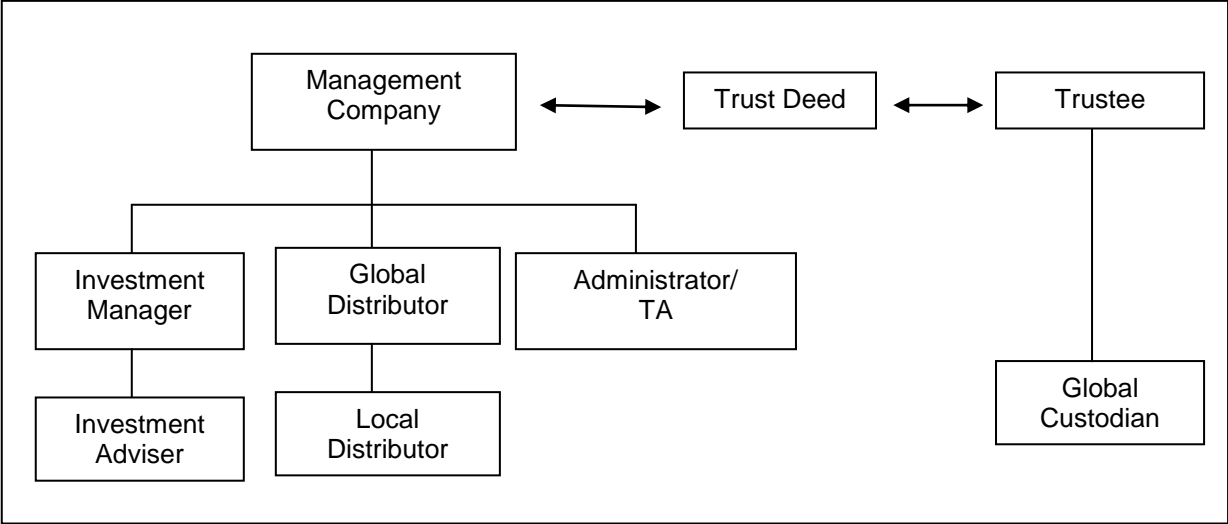 Management
Company
Trust Deed
Trustee
Investment
Manager
Global
Distributor
Administrator/
TA
Investment
Adviser
Local
Distributor
Global
Custodian